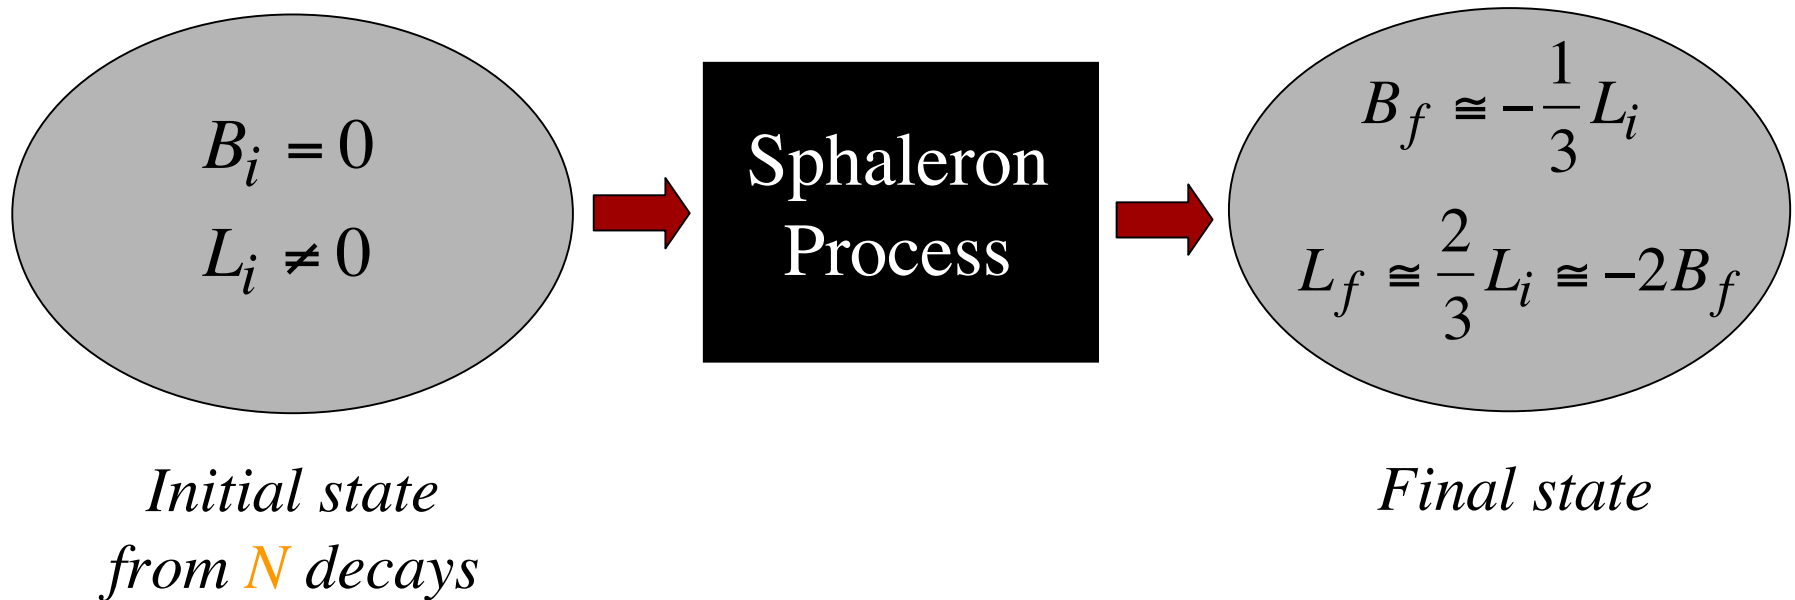 B_i = 0
L_i ≠ 0
Sphaleron
Process
B_f ≅ −1/3 L_i
L_f ≅ 2/3 L_i ≅ −2B_f
Initial state
from N decays
Final state